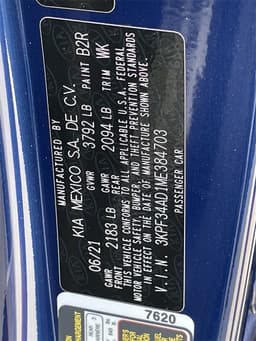 MANUFACTURED BY
KIA MEXICO S.A. DE C.V.
06/21 GVWR 3792 LB PAINT B2R
GAWR FRONT 2183 LB GAWR REAR 2094 LB TRIM WK
THIS VEHICLE CONFORMS TO ALL APPLICABLE U.S.A. FEDERAL
MOTOR VEHICLE SAFETY, BUMPER, AND THEFT PREVENTION STANDARDS
IN EFFECT ON THE DATE OF MANUFACTURE SHOWN ABOVE.
V.I.N. 3KPF34AD1ME384703
PASSENGER CAR
7620